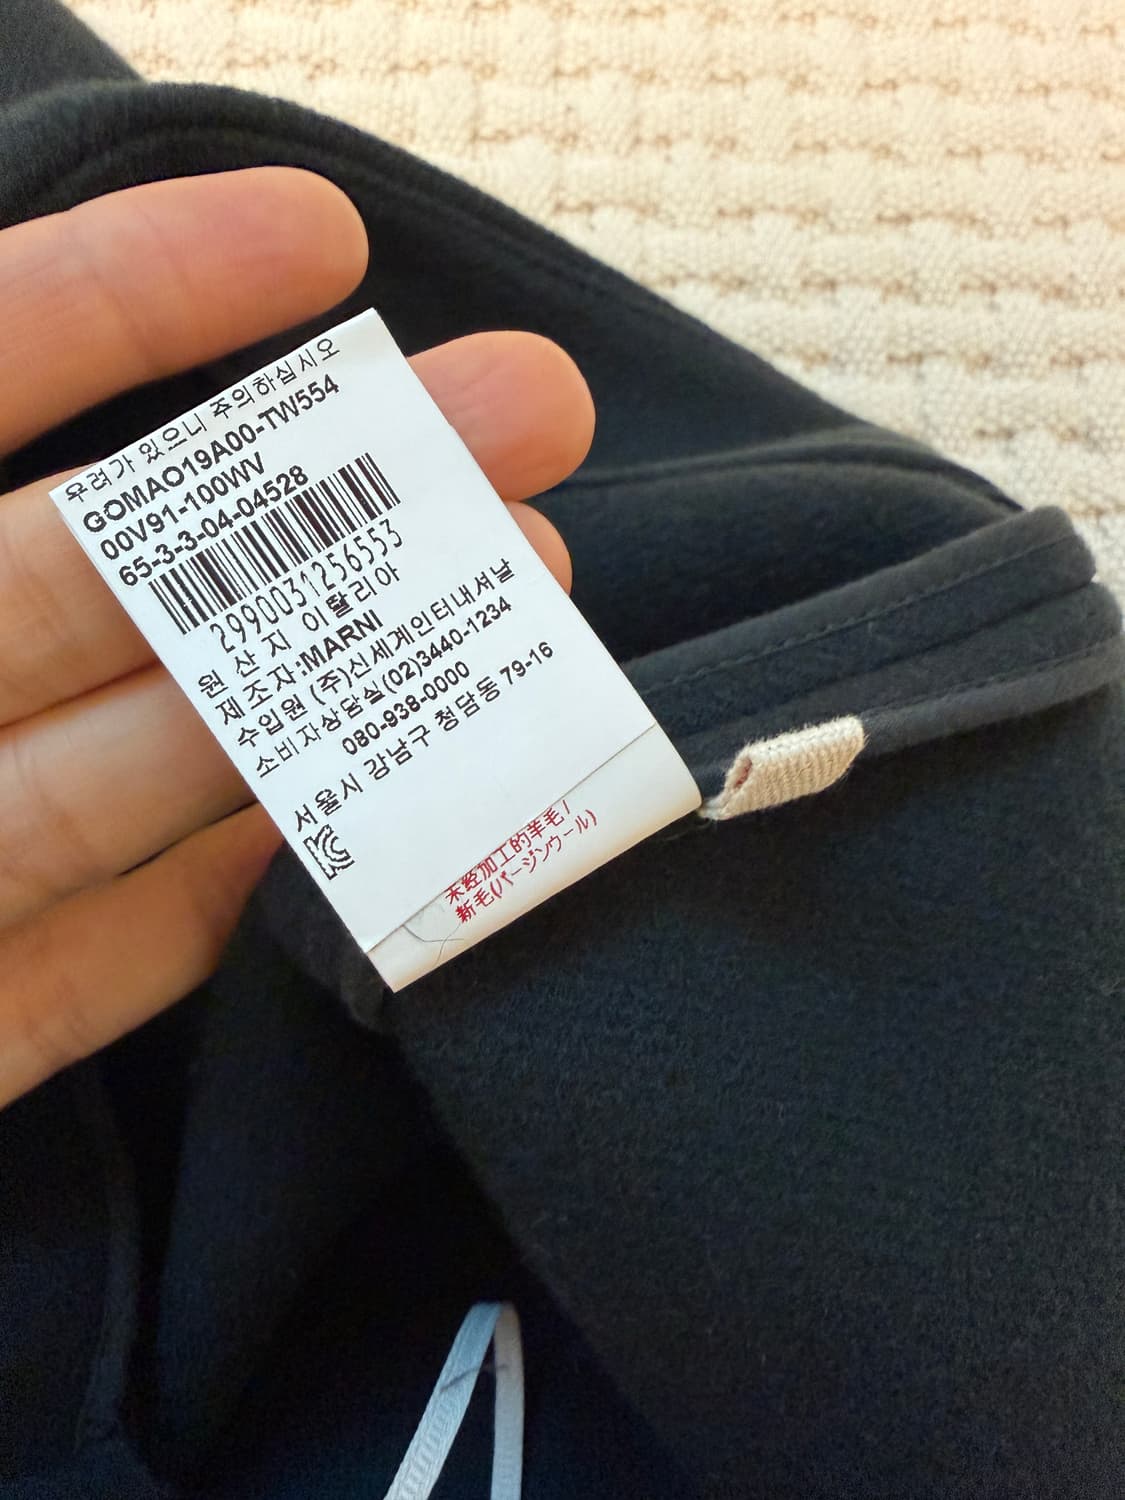 우려가 있으니 주의하십시오
GOMAO19A00-TW554
00V91-100WV
65-3-3-04-04528
2990031256553
원 산 지 이탈리아
제 조 자:MARNI
수입원 (주)신세계인터내셔날
소비자상담실(02)3440-1234
080-938-0000
서울시 강남구 청담동 79-16
未经加工的羊毛/
新毛(バージンウール)